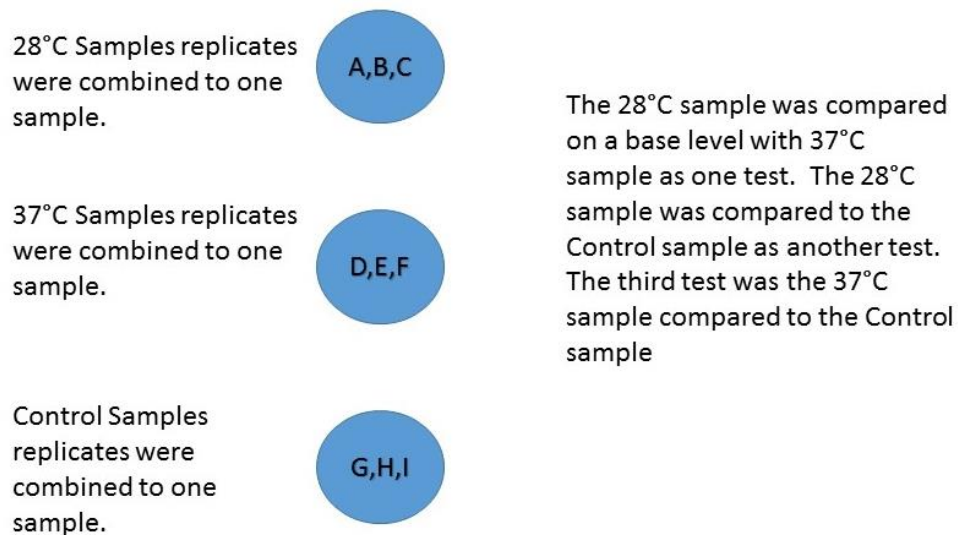 28°C Samples replicates
were combined to one
sample.
A,B,C
37°C Samples replicates
were combined to one
sample.
D,E,F
Control Samples
replicates were
combined to one
sample.
G,H,I
The 28°C sample was compared
on a base level with 37°C
sample as one test.  The 28°C
sample was compared to the
Control sample as another test.
The third test was the 37°C
sample compared to the Control
sample